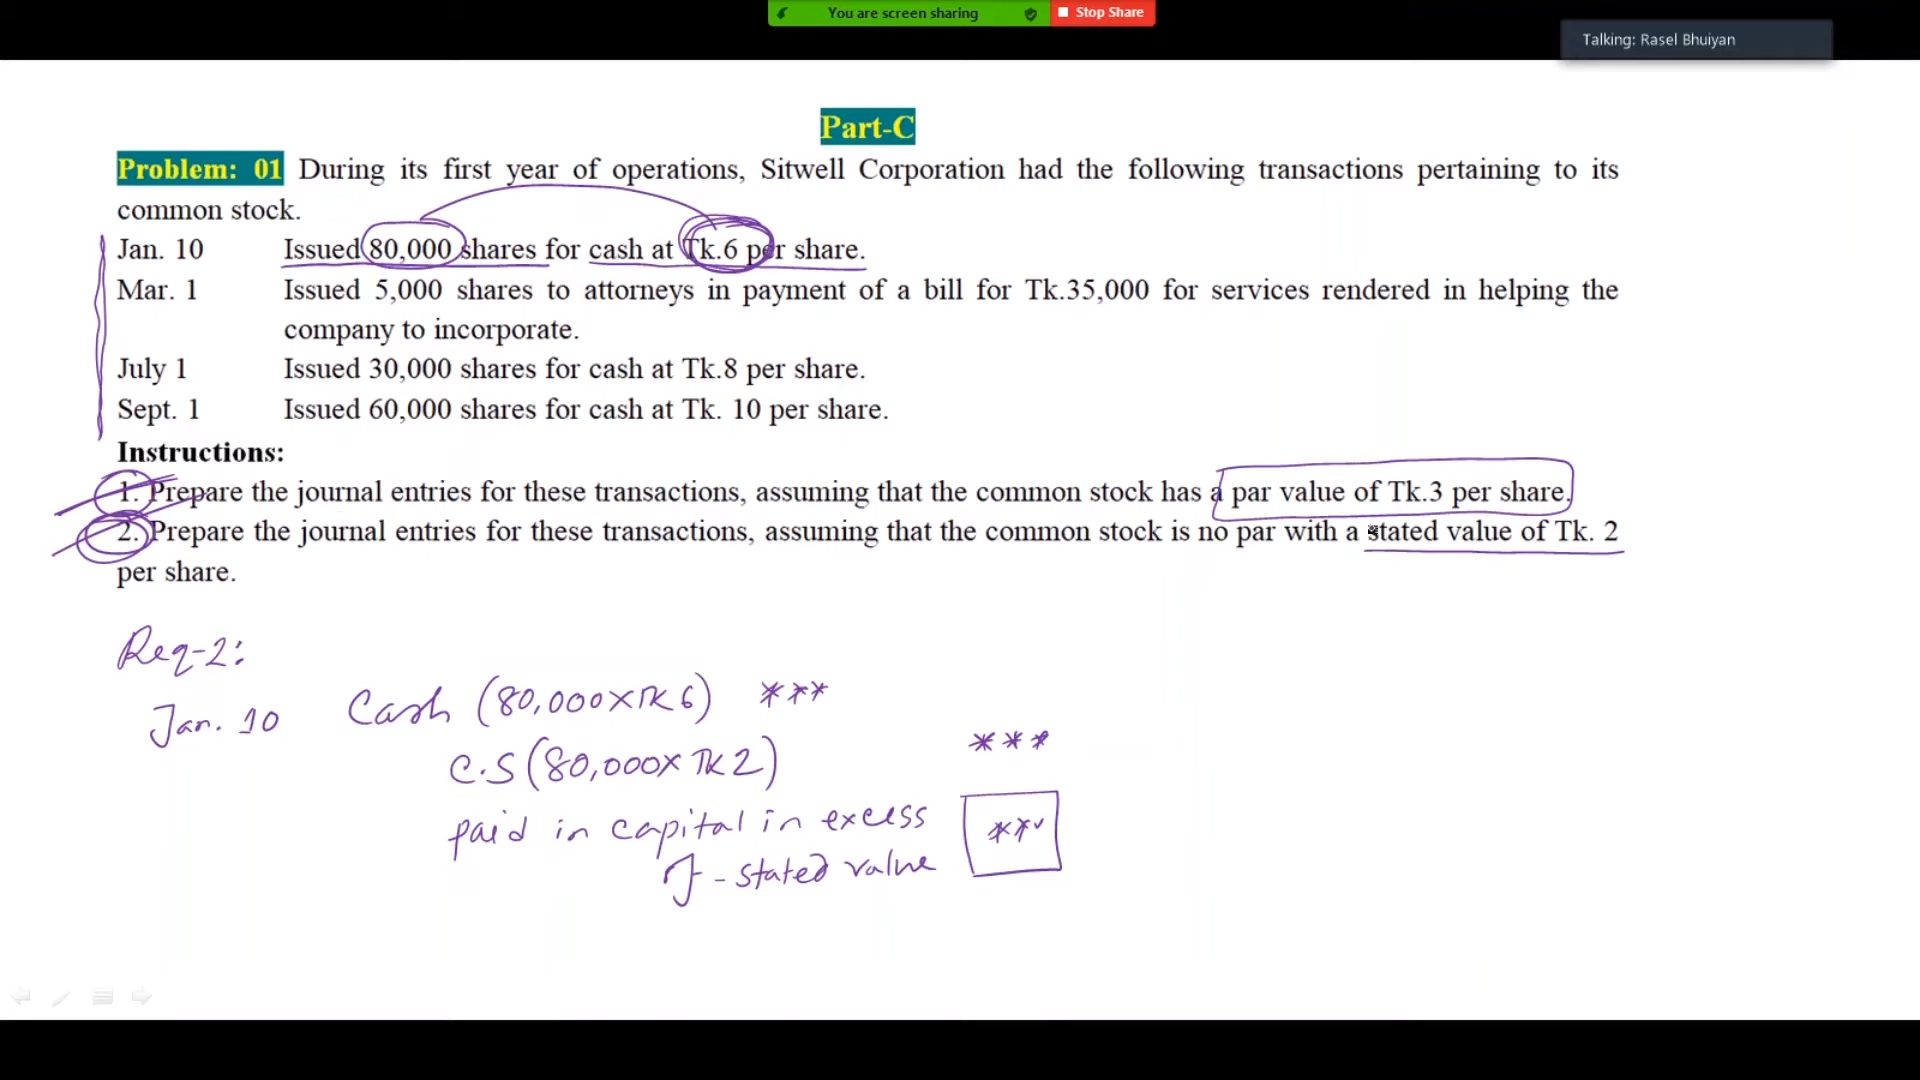 You are screen sharing
Stop Share
Talking: Rasel Bhuiyan
Part-C
Problem: 01 During its first year of operations, Sitwell Corporation had the following transactions pertaining to its
common stock.
Jan. 10 Issued 80,000 shares for cash at Tk.6 per share.
Mar. 1 Issued 5,000 shares to attorneys in payment of a bill for Tk.35,000 for services rendered in helping the
company to incorporate.
July 1 Issued 30,000 shares for cash at Tk.8 per share.
Sept. 1 Issued 60,000 shares for cash at Tk. 10 per share.
Instructions:
1. Prepare the journal entries for these transactions, assuming that the common stock has a par value of Tk.3 per share.
2. Prepare the journal entries for these transactions, assuming that the common stock is no par with a stated value of Tk. 2
per share.
Req-2:
Jan. 10 Cash (80,000×TK 6) ***
C.S (80,000× TK 2) ***
paid in capital in excess ***
of - stated value